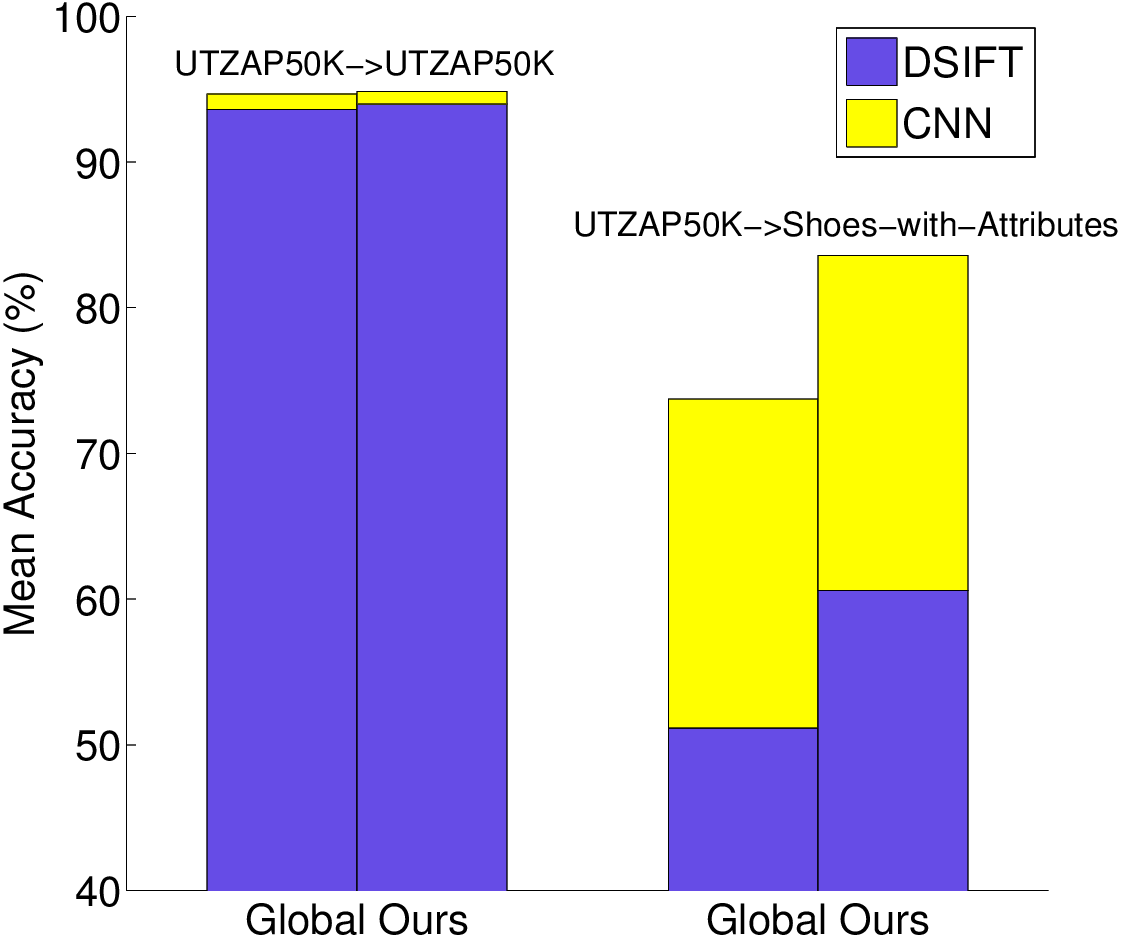 100
90
80
70
60
50
40
Mean Accuracy (%)
UTZAP50K−>UTZAP50K
DSIFT
CNN
UTZAP50K−>Shoes−with−Attributes
Global Ours
Global Ours